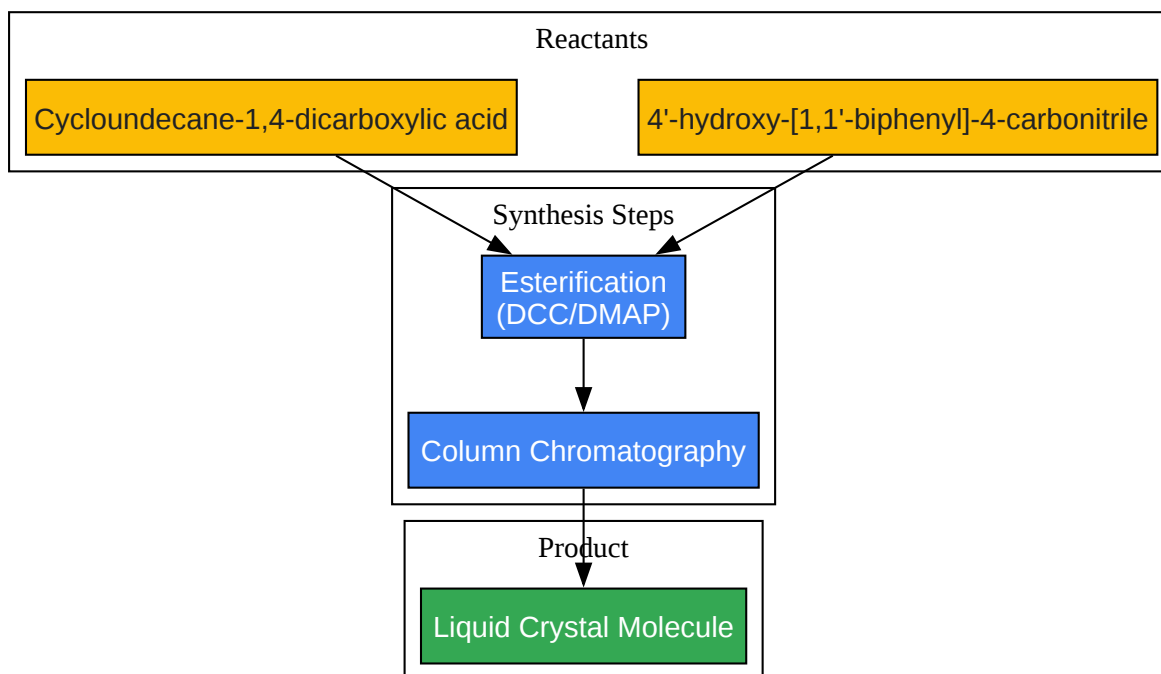 Reactants
Cycloundecane-1,4-dicarboxylic acid
4'-hydroxy-[1,1'-biphenyl]-4-carbonitrile
Synthesis Steps
Esterification
(DCC/DMAP)
Column Chromatography
Product
Liquid Crystal Molecule